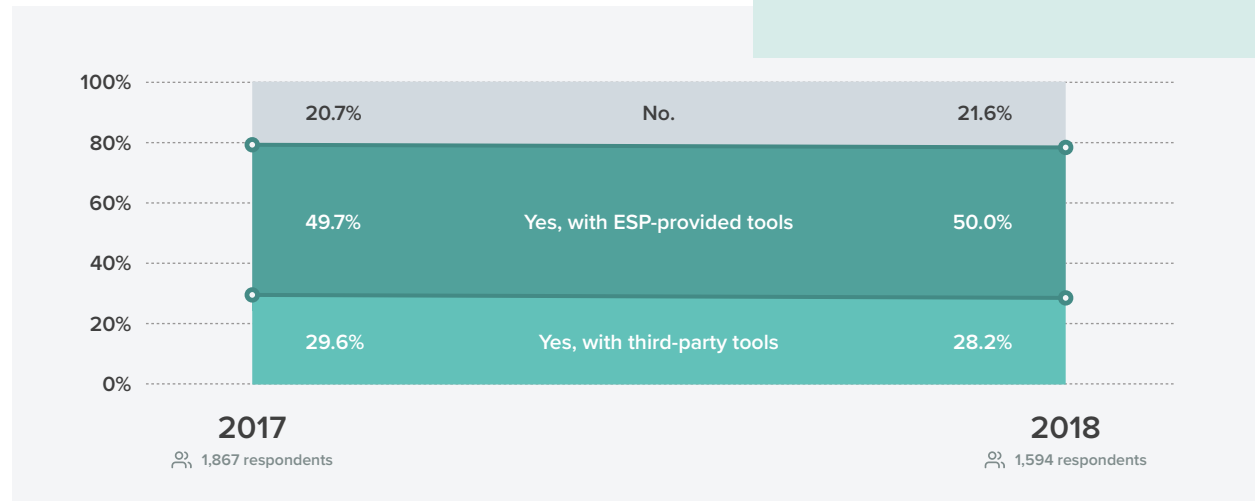 100%
20.7% No. 21.6%
80%
60%
49.7% Yes, with ESP-provided tools 50.0%
40%
20%
29.6% Yes, with third-party tools 28.2%
0%
2017 2018
1,867 respondents 1,594 respondents